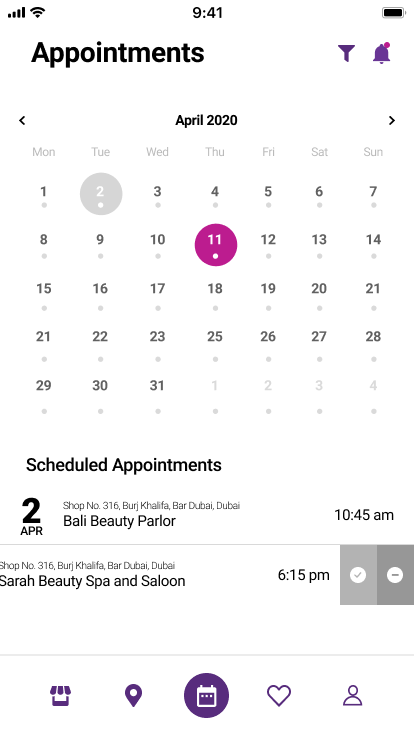 9:41
Appointments
April 2020
Mon Tue Wed Thu Fri Sat Sun
1 2 3 4 5 6 7
8 9 10 11 12 13 14
15 16 17 18 19 20 21
21 22 23 25 26 27 28
29 30 31 1 2 3 4
Scheduled Appointments
2
APR
Shop No. 316, Burj Khalifa, Bar Dubai, Dubai
Bali Beauty Parlor
10:45 am
Shop No. 316, Burj Khalifa, Bar Dubai, Dubai
Sarah Beauty Spa and Saloon
6:15 pm